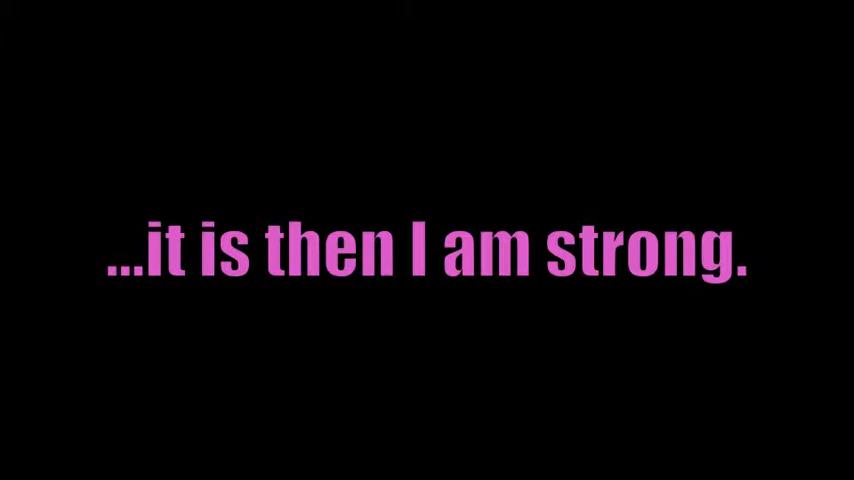 ...it is then I am strong.